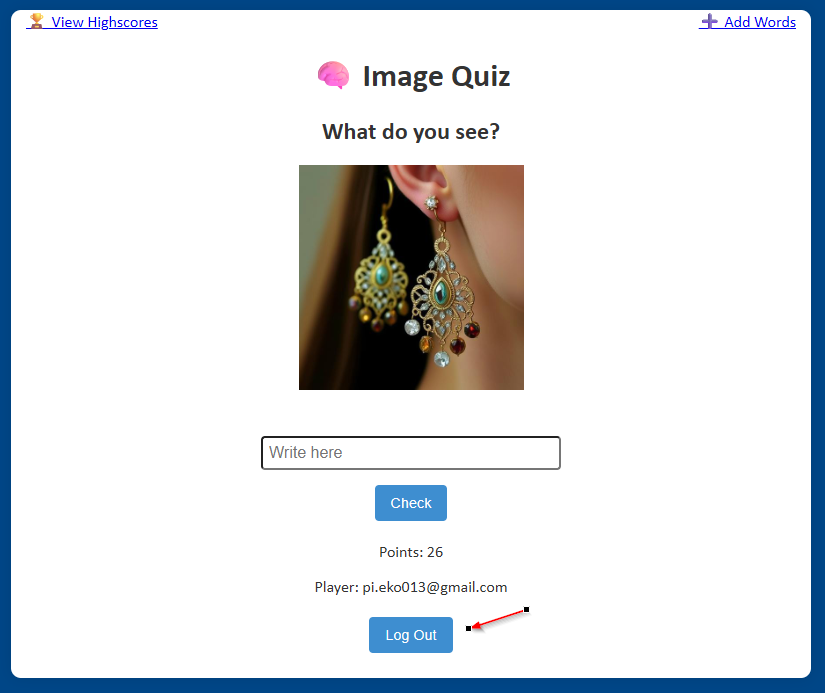 View Highscores
Add Words
Image Quiz
What do you see?
Write here
Check
Points: 26
Player: pi.eko013@gmail.com
Log Out